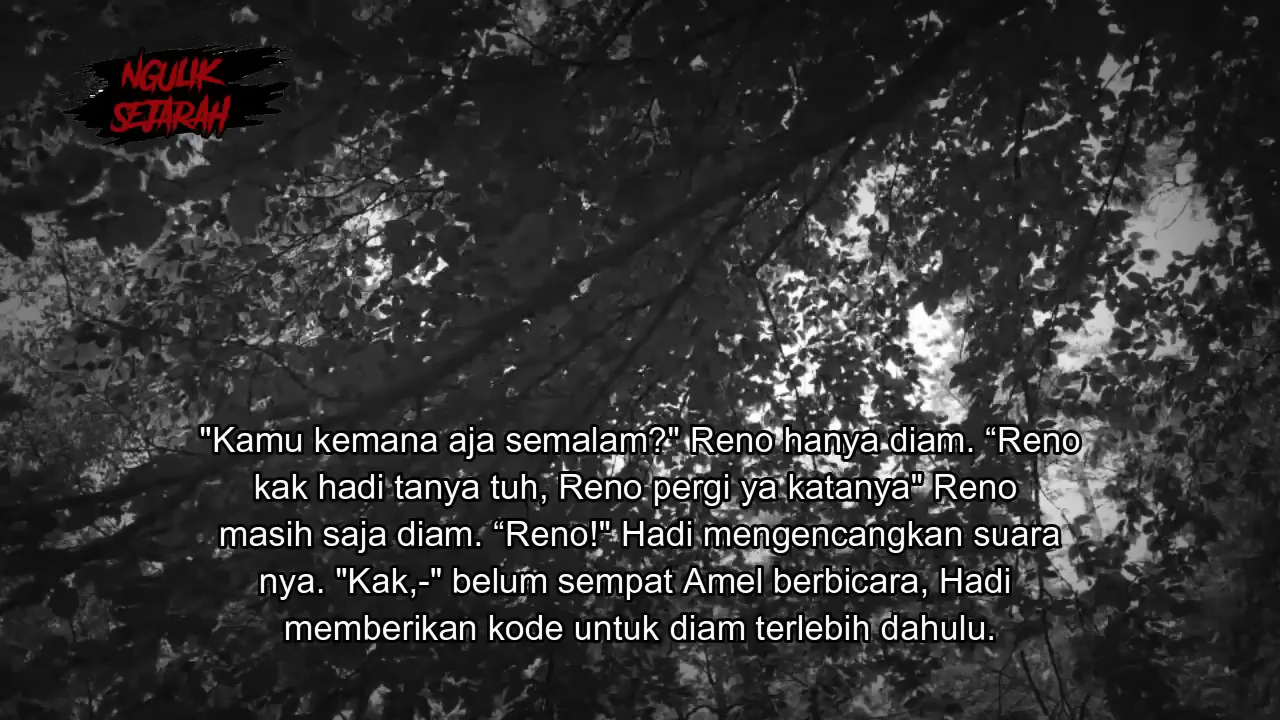 NGULIK
SEJARAH
"Kamu kemana aja semalam?" Reno hanya diam. “Reno
kak hadi tanya tuh, Reno pergi ya katanya" Reno
masih saja diam. “Reno!" Hadi mengencangkan suara
nya. "Kak,-" belum sempat Amel berbicara, Hadi
memberikan kode untuk diam terlebih dahulu.